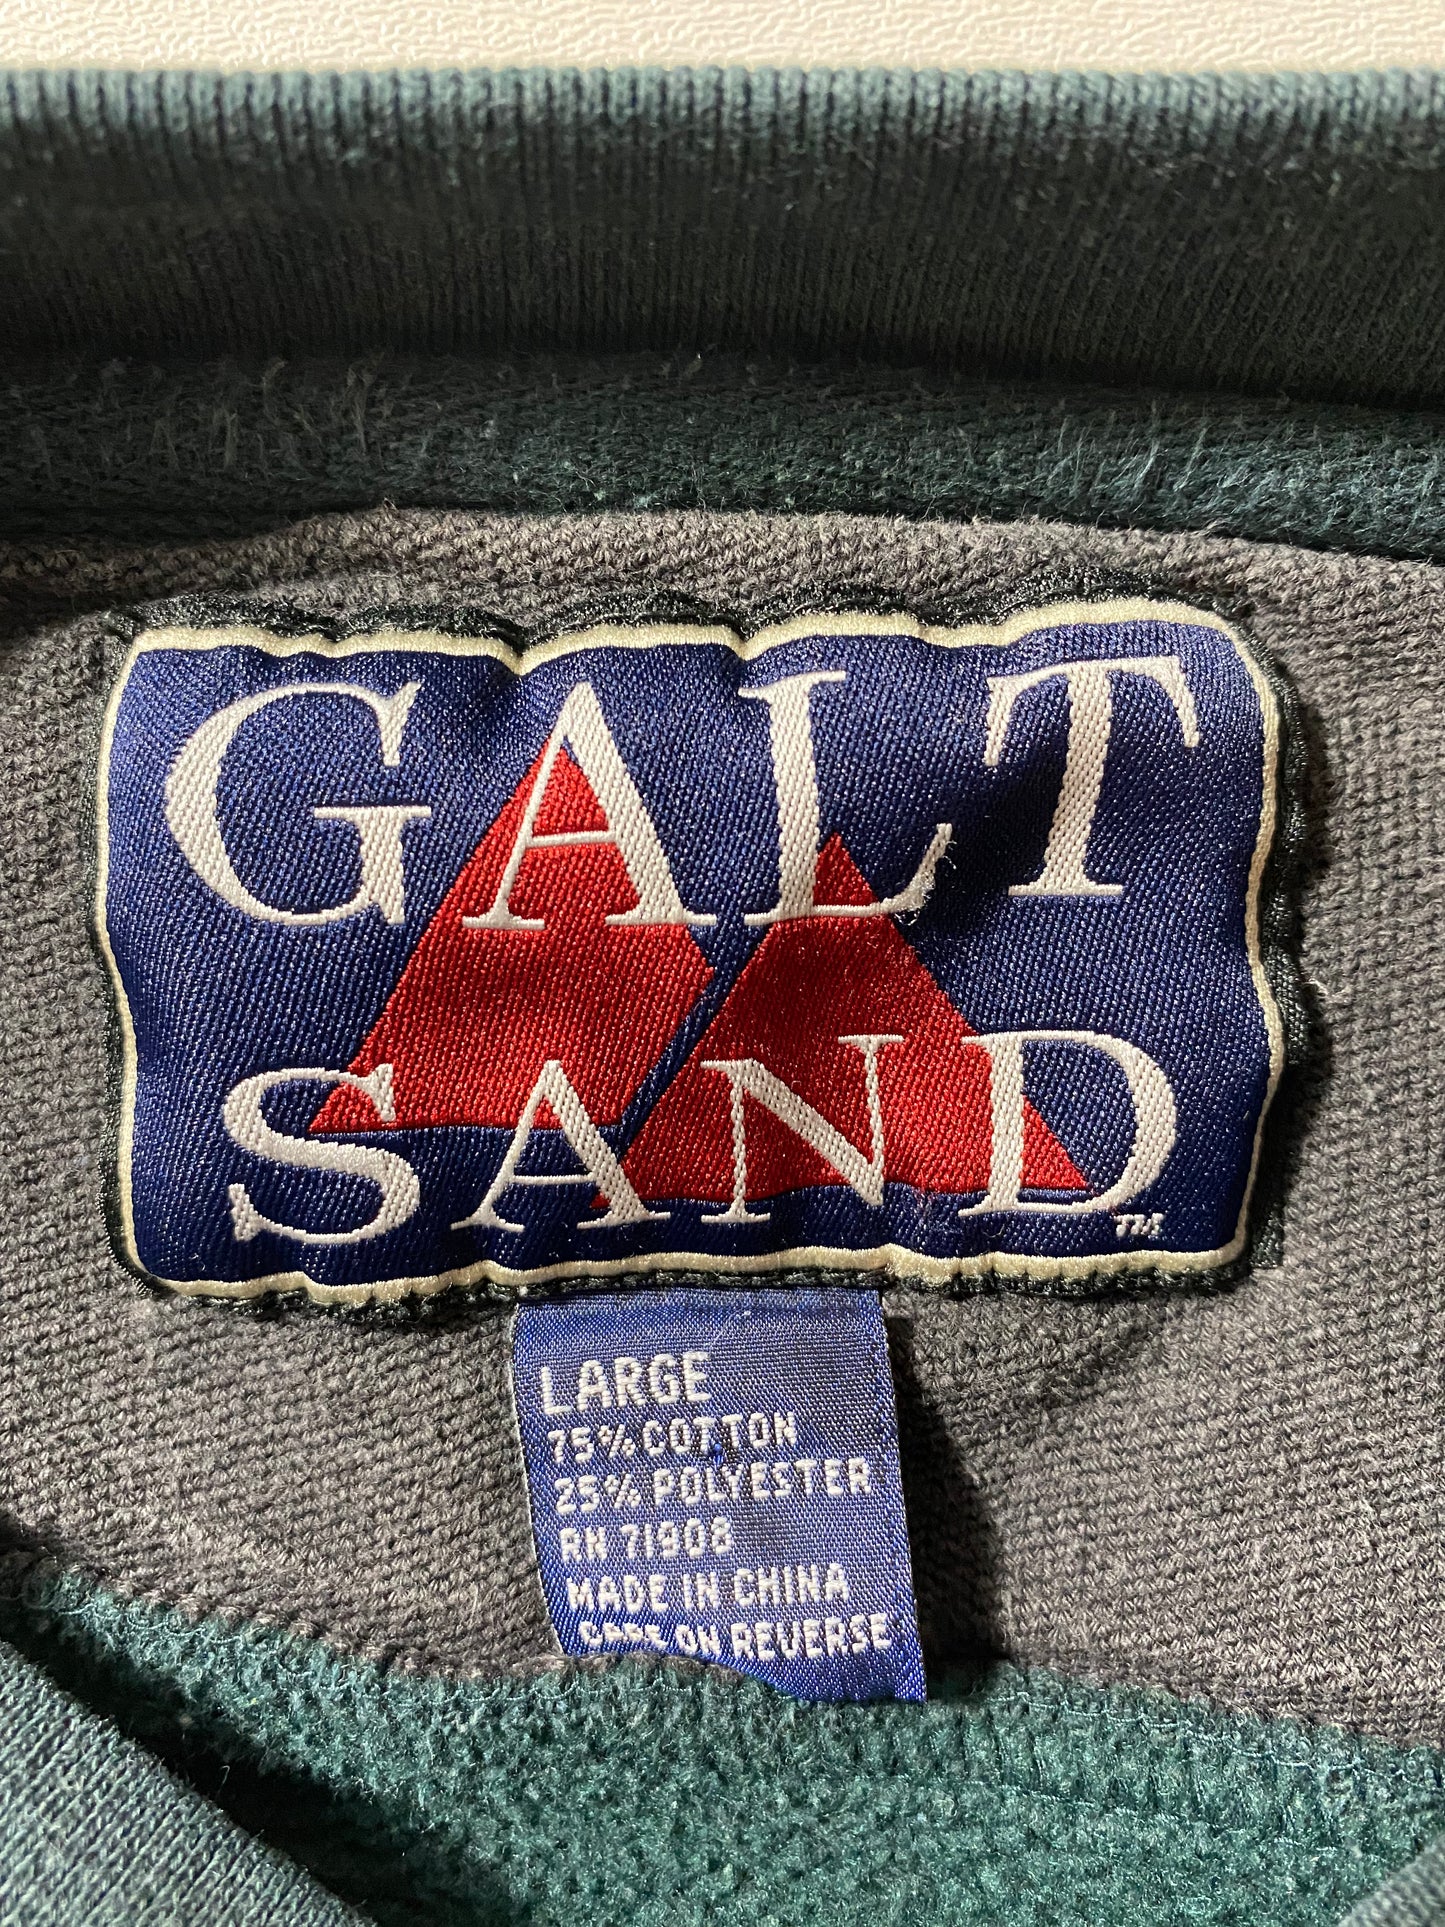 GALT
SAND
TM
LARGE
75% COTTON
25% POLYESTER
RN 71908
MADE IN CHINA
CARE ON REVERSE